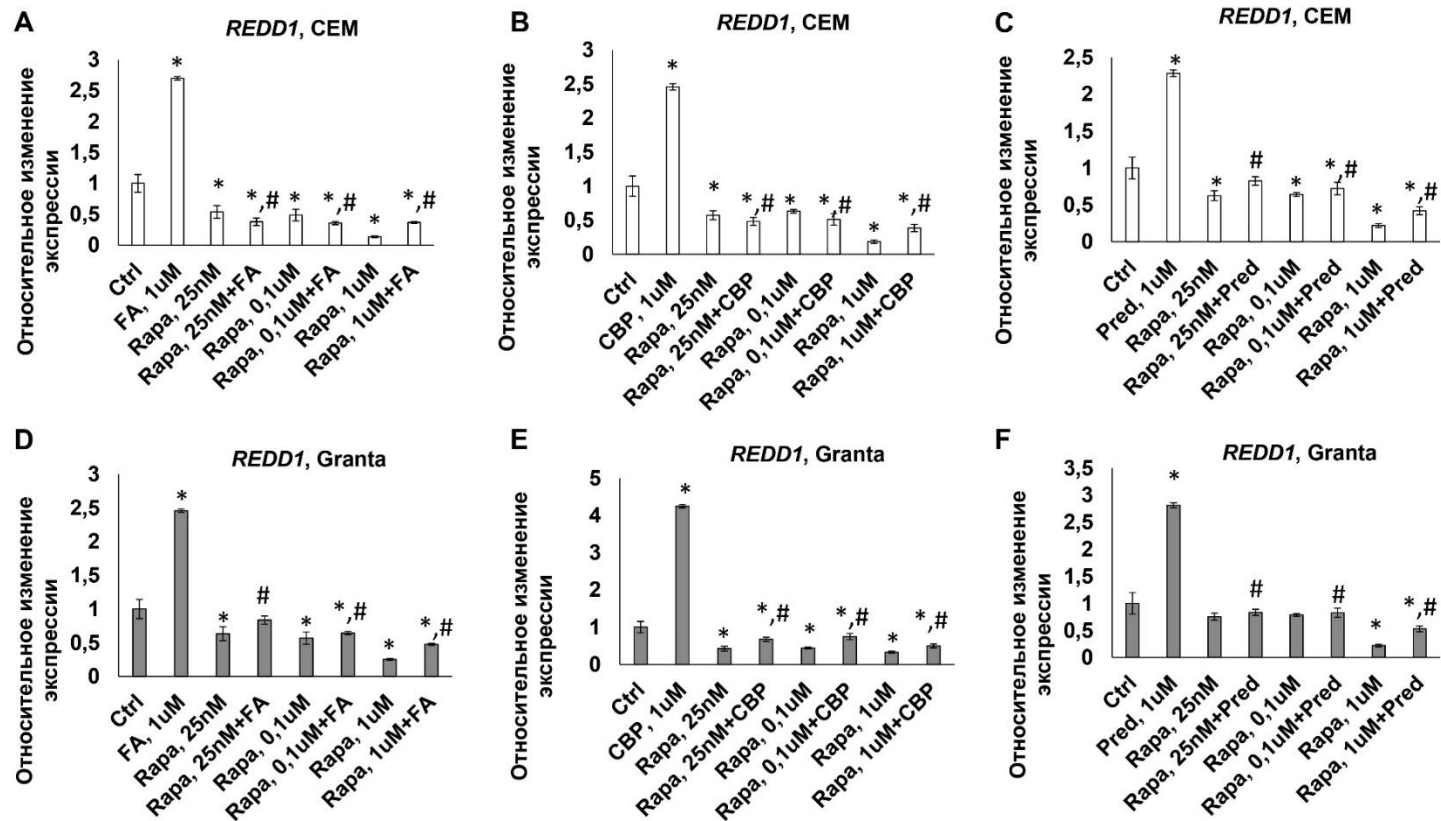 A
REDD1, CEM
Относительное изменение
экспрессии
3
2,5
2
1,5
1
0,5
0
*
*
*,#
*
*,#
*
*,#
Ctrl
FA, 1uM
Rapa, 25nM
Rapa, 25nM+FA
Rapa, 0,1uM
Rapa, 0,1uM+FA
Rapa, 1uM
Rapa, 1uM+FA
B
REDD1, CEM
Относительное изменение
экспрессии
3
2,5
2
1,5
1
0,5
0
*
*
*,#
*
*,#
*
*,#
Ctrl
CBP, 1uM
Rapa, 25nM
Rapa, 25nM+CBP
Rapa, 0,1uM
Rapa, 0,1uM+CBP
Rapa, 1uM
Rapa, 1uM+CBP
C
REDD1, CEM
Относительное изменение
экспрессии
2,5
2
1,5
1
0,5
0
*
*
#
*
*,#
*
*,#
Ctrl
Pred, 1uM
Rapa, 25nM
Rapa, 25nM+Pred
Rapa, 0,1uM
Rapa, 0,1uM+Pred
Rapa, 1uM
Rapa, 1uM+Pred
D
REDD1, Granta
Относительное изменение
экспрессии
3
2,5
2
1,5
1
0,5
0
*
*
#
*
*,#
*
*,#
Ctrl
FA, 1uM
Rapa, 25nM
Rapa, 25nM+FA
Rapa, 0,1uM
Rapa, 0,1uM+FA
Rapa, 1uM
Rapa, 1uM+FA
E
REDD1, Granta
Относительное изменение
экспрессии
5
4
3
2
1
0
*
*
*,#
*
*,#
*
*,#
Ctrl
CBP, 1uM
Rapa, 25nM
Rapa, 25nM+CBP
Rapa, 0,1uM
Rapa, 0,1uM+CBP
Rapa, 1uM
Rapa, 1uM+CBP
F
REDD1, Granta
Относительное изменение
экспрессии
3,5
3
2,5
2
1,5
1
0,5
0
*
#
#
*
*,#
Ctrl
Pred, 1uM
Rapa, 25nM
Rapa, 25nM+Pred
Rapa, 0,1uM
Rapa, 0,1uM+Pred
Rapa, 1uM
Rapa, 1uM+Pred